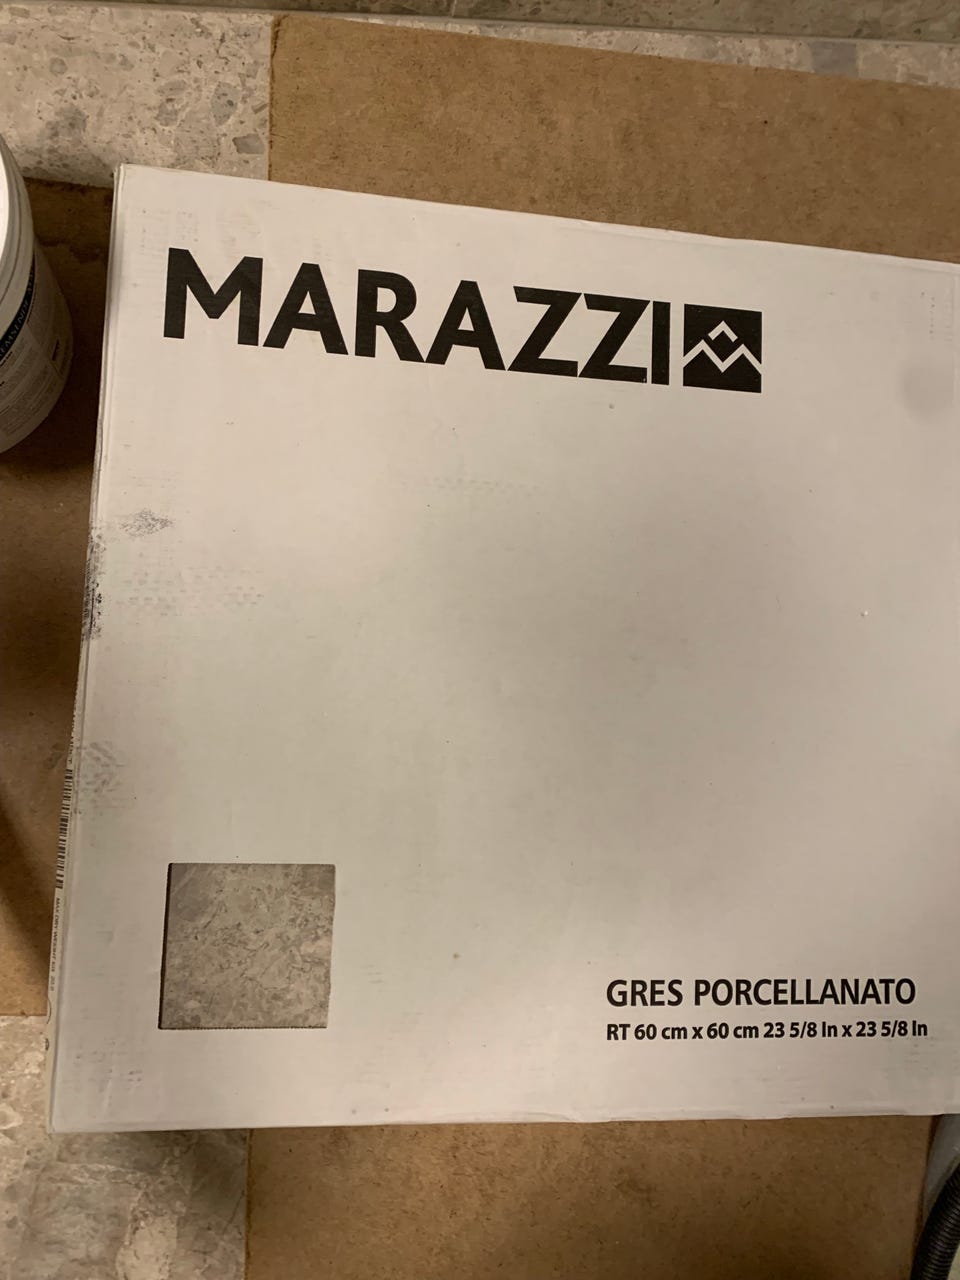 MARAZZI
GRES PORCELLANATO
RT 60 cm x 60 cm 23 5/8 In x 23 5/8 In